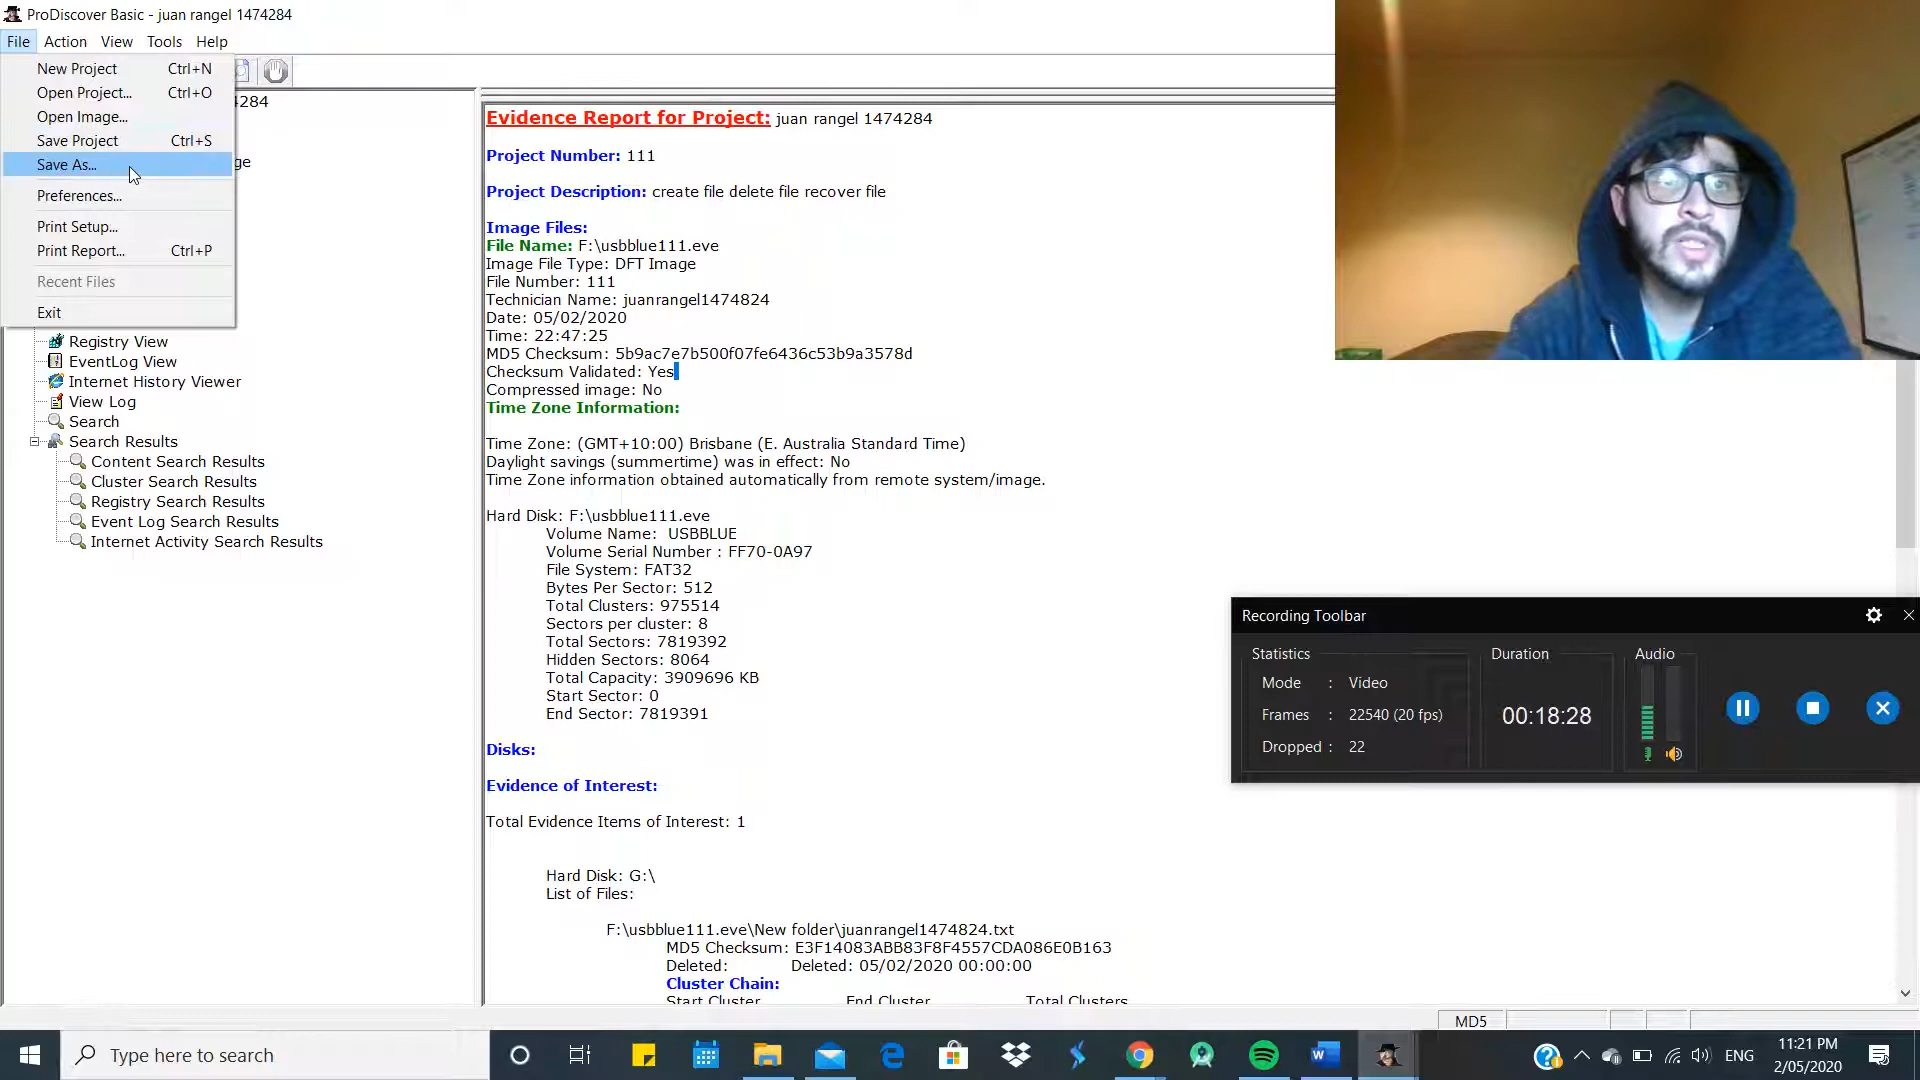 ProDiscover Basic - juan rangel 1474284
File Action View Tools Help
New Project Ctrl+N
Open Project... Ctrl+O
Open Image...
Save Project Ctrl+S
Save As...
Preferences...
Print Setup...
Print Report... Ctrl+P
Recent Files
Exit
4284
ge
Registry View
EventLog View
Internet History Viewer
View Log
Search
Search Results
Content Search Results
Cluster Search Results
Registry Search Results
Event Log Search Results
Internet Activity Search Results
Evidence Report for Project: juan rangel 1474284
Project Number: 111
Project Description: create file delete file recover file
Image Files:
File Name: F:\usbblue111.eve
Image File Type: DFT Image
File Number: 111
Technician Name: juanrangel1474824
Date: 05/02/2020
Time: 22:47:25
MD5 Checksum: 5b9ac7e7b500f07fe6436c53b9a3578d
Checksum Validated: Yes
Compressed image: No
Time Zone Information:
Time Zone: (GMT+10:00) Brisbane (E. Australia Standard Time)
Daylight savings (summertime) was in effect: No
Time Zone information obtained automatically from remote system/image.
Hard Disk: F:\usbblue111.eve
Volume Name: USBBLUE
Volume Serial Number : FF70-0A97
File System: FAT32
Bytes Per Sector: 512
Total Clusters: 975514
Sectors per cluster: 8
Total Sectors: 7819392
Hidden Sectors: 8064
Total Capacity: 3909696 KB
Start Sector: 0
End Sector: 7819391
Disks:
Evidence of Interest:
Total Evidence Items of Interest: 1
Hard Disk: G:\
List of Files:
F:\usbblue111.eve\New folder\juanrangel1474824.txt
MD5 Checksum: E3F14083ABB83F8F4557CDA086E0B163
Deleted: Deleted: 05/02/2020 00:00:00
Cluster Chain:
Start Cluster End Cluster Total Clusters
Recording Toolbar
Statistics Duration Audio
Mode : Video
Frames : 22540 (20 fps)
Dropped : 22
00:18:28
MD5
Type here to search
ENG
11:21 PM
2/05/2020